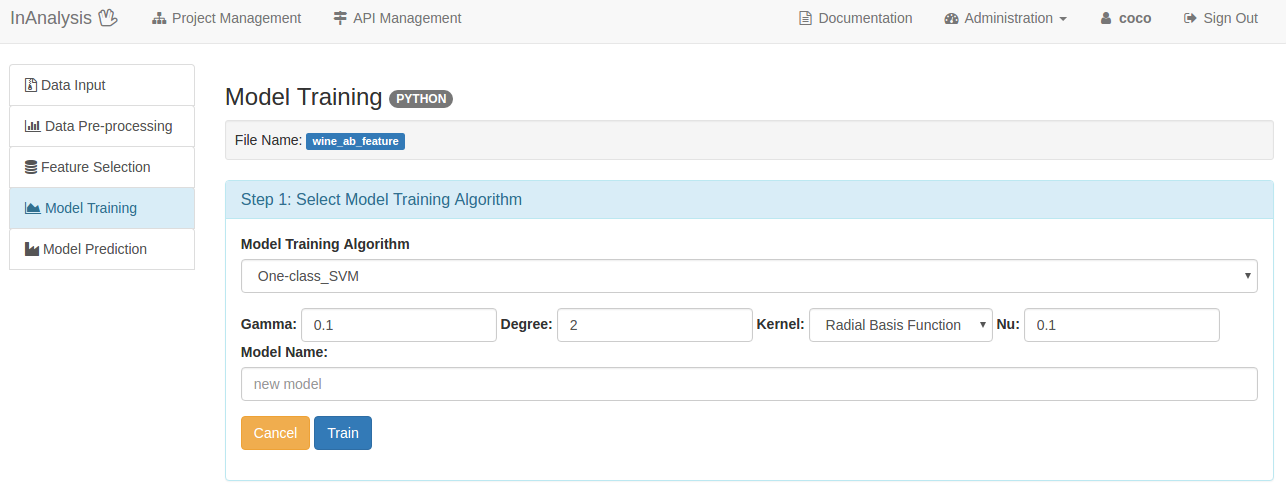 InAnalysis Project Management API Management Documentation Administration coco Sign Out
Data Input
Data Pre-processing
Feature Selection
Model Training
Model Prediction
Model Training PYTHON
File Name: wine_ab_feature
Step 1: Select Model Training Algorithm
Model Training Algorithm
One-class_SVM
Gamma: 0.1 Degree: 2 Kernel: Radial Basis Function Nu: 0.1
Model Name:
new model
Cancel Train